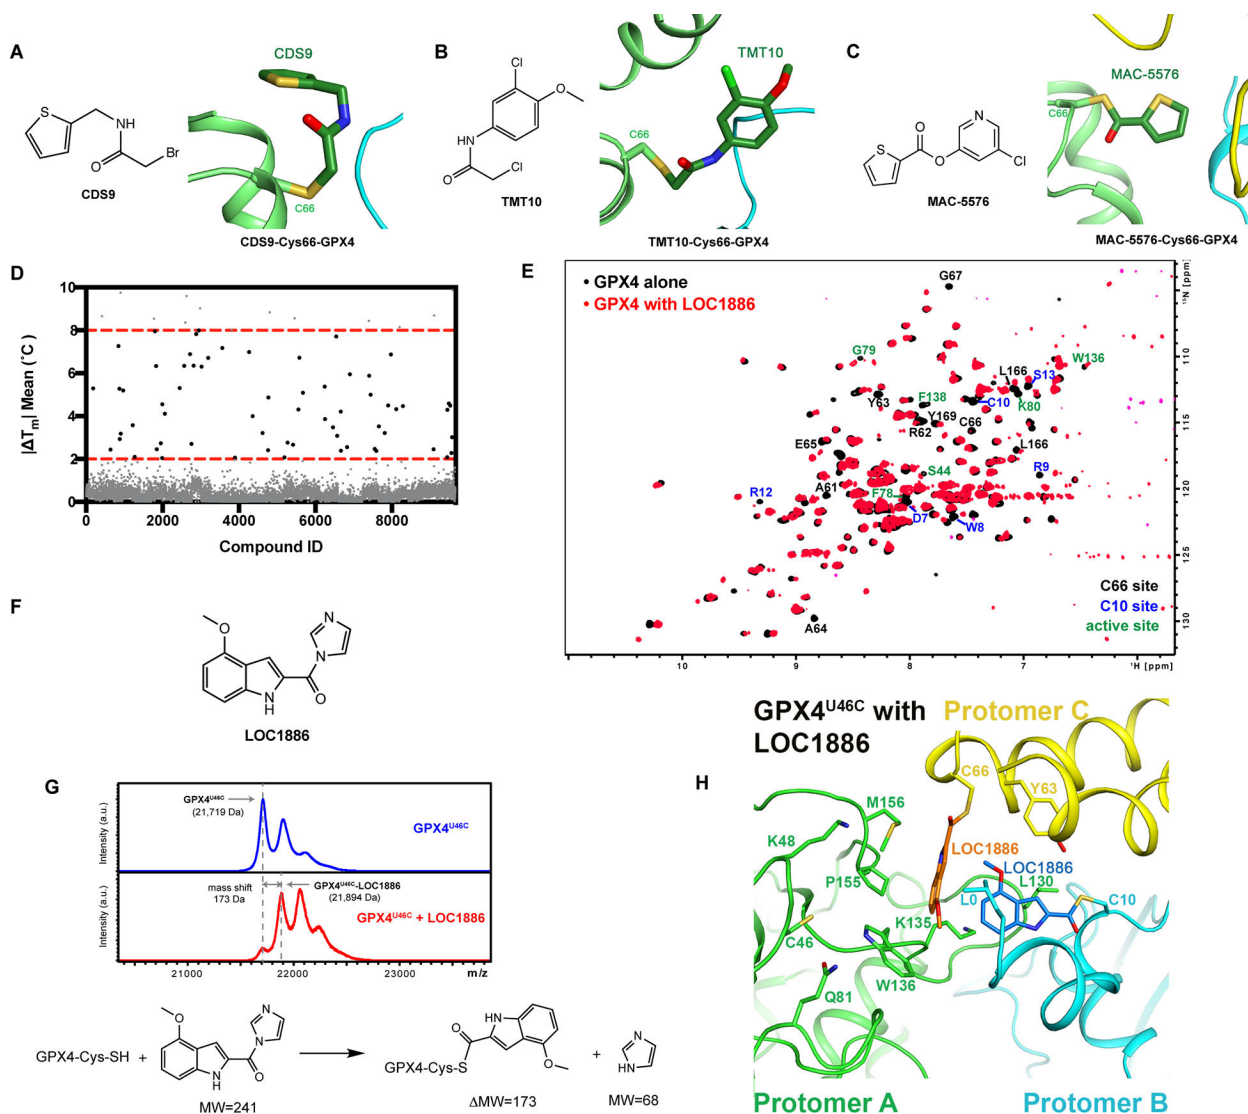 A
S
H
N
O
Br
CDS9
CDS9
C66
CDS9-Cys66-GPX4
B
Cl
O
HN
O
Cl
TMT10
TMT10
C66
TMT10-Cys66-GPX4
C
N
O
S
O
Cl
MAC-5576
MAC-5576
C66
MAC-5576-Cys66-GPX4
D
|ΔTm| Mean (°C)
10
8
6
4
2
0
0 2000 4000 6000 8000
Compound ID
E
GPX4 alone
GPX4 with LOC1886
G67
G79
W136
L166
S13
Y63
F138
C10
K80
Y169
C66
R62
E65
L166
S44
R9
R12
A61
F78
D7
W8
A64
C66 site
C10 site
active site
15N [ppm]
110
115
120
125
130
10 9 8 7 1H [ppm]
F
O
N
N
N
H
O
LOC1886
G
Intensity (a.u.)
GPX4U46C
(21,719 Da)
GPX4U46C
Intensity (a.u.)
mass shift
173 Da
GPX4U46C-LOC1886
(21,894 Da)
GPX4U46C + LOC1886
21000 22000 23000 m/z
GPX4-Cys-SH +
O
N
N
N
H
O
MW=241
O
HN
GPX4-Cys-S
O
ΔMW=173
+
N
HN
MW=68
GPX4U46C with Protomer C
LOC1886
H
C66
Y63
M156
K48
LOC1886
LOC1886
P155
L130
L0
C10
K135
C46
W136
Q81
Protomer A
Protomer B